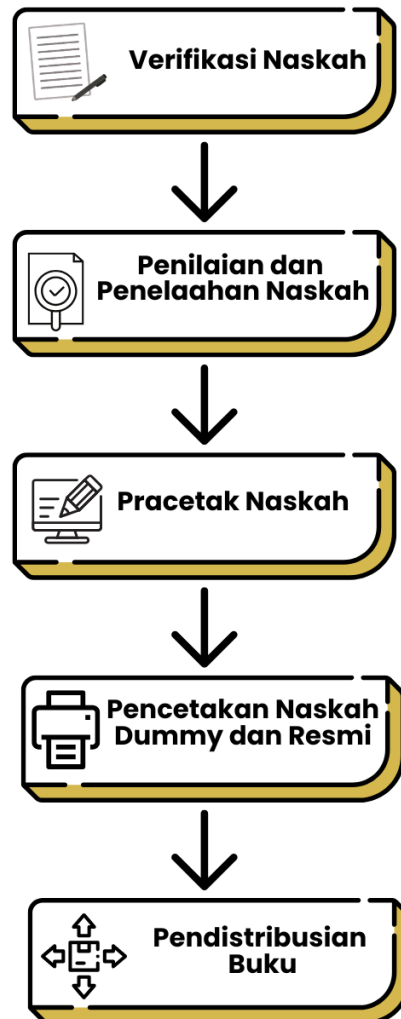 Verifikasi Naskah
Penilaian dan
Penelaahan Naskah
Pracetak Naskah
Pencetakan Naskah
Dummy dan Resmi
Pendistribusian
Buku